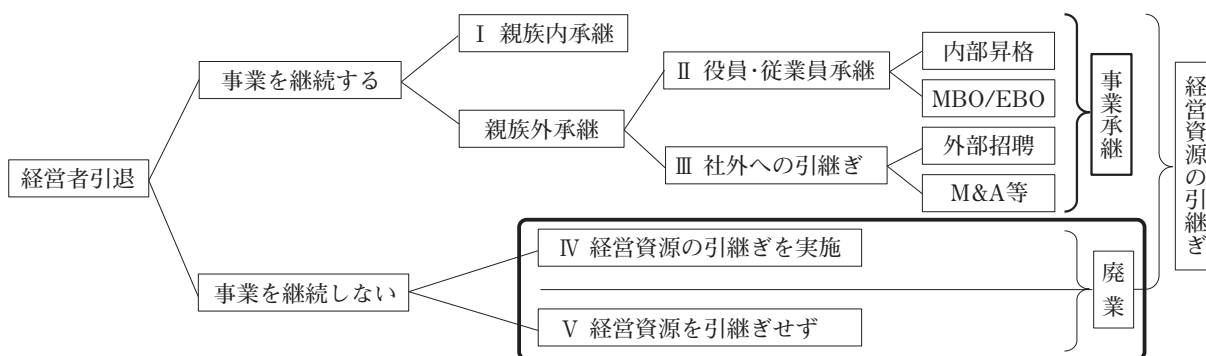 経営者引退
事業を継続する
Ⅰ 親族内承継
親族外承継
Ⅱ 役員・従業員承継
内部昇格
MBO/EBO
Ⅲ 社外への引継ぎ
外部招聘
M&A等
事業承継
経営資源の引継ぎ
事業を継続しない
Ⅳ 経営資源の引継ぎを実施
Ⅴ 経営資源を引継ぎせず
廃業